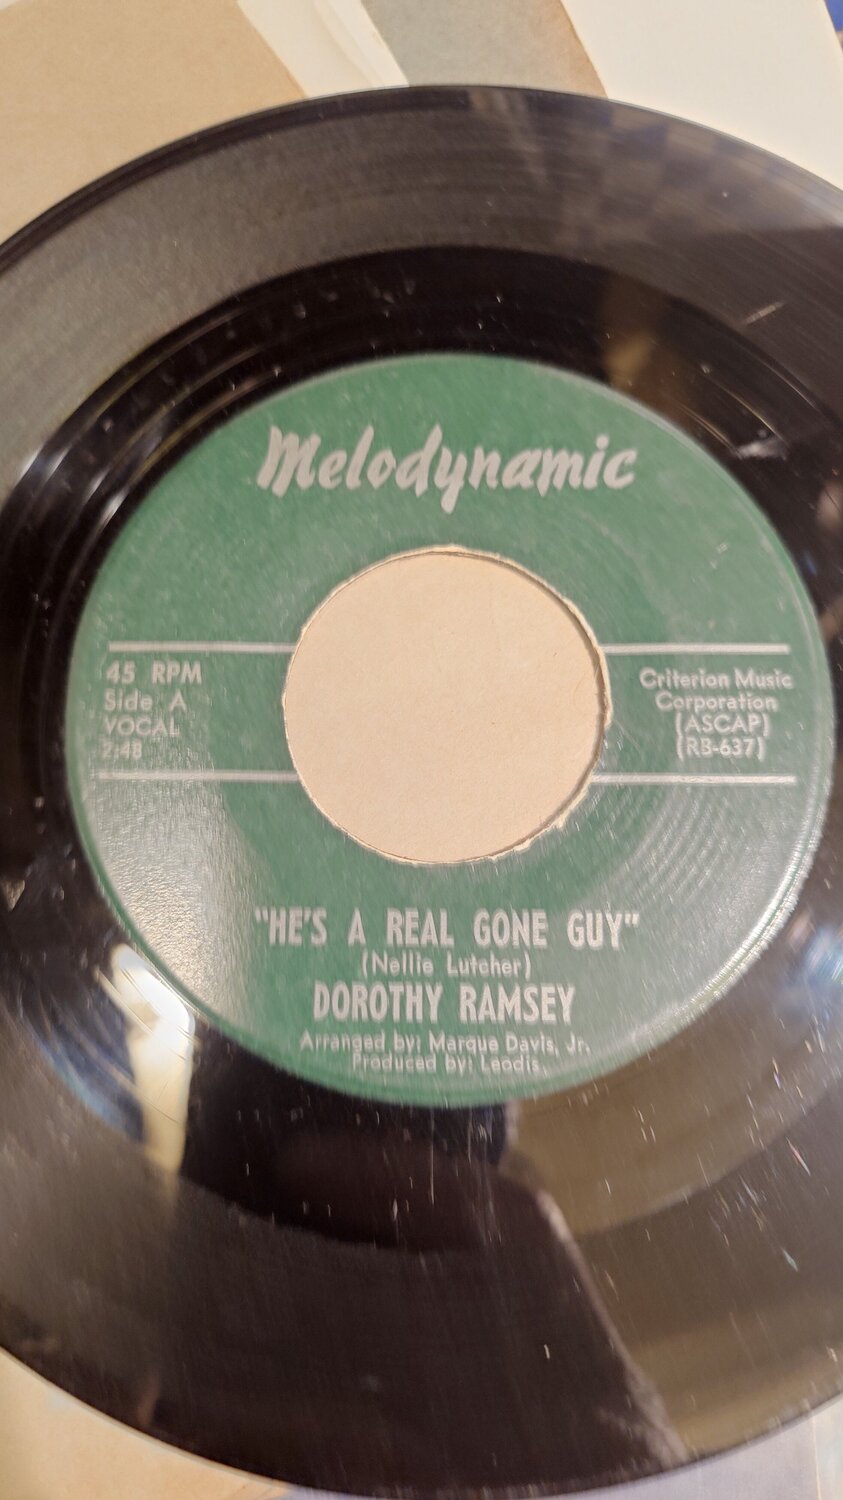 Melodynamic
45 RPM
Side A
VOCAL
2:48
Criterion Music
Corporation
(ASCAP)
(RB-637)
"HE'S A REAL GONE GUY"
(Nellie Lutcher)
DOROTHY RAMSEY
Arranged by: Marque Davis, Jr.
Produced by: Leodis